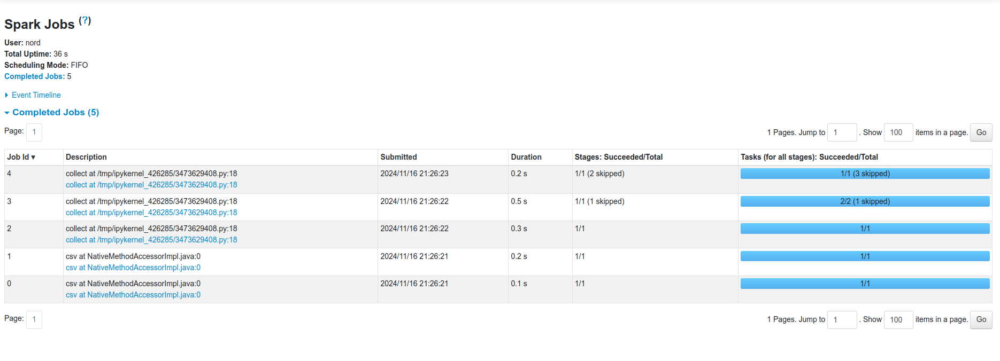 Spark Jobs (?)
User: nord
Total Uptime: 36 s
Scheduling Mode: FIFO
Completed Jobs: 5
Event Timeline
Completed Jobs (5)
Page: 1 1 Pages. Jump to 1 . Show 100 items in a page. Go
Job Id ▾ Description Submitted Duration Stages: Succeeded/Total Tasks (for all stages): Succeeded/Total
4 collect at /tmp/ipykernel_426285/3473629408.py:18 2024/11/16 21:26:23 0.2 s 1/1 (2 skipped) 1/1 (3 skipped)
collect at /tmp/ipykernel_426285/3473629408.py:18
3 collect at /tmp/ipykernel_426285/3473629408.py:18 2024/11/16 21:26:22 0.5 s 1/1 (1 skipped) 2/2 (1 skipped)
collect at /tmp/ipykernel_426285/3473629408.py:18
2 collect at /tmp/ipykernel_426285/3473629408.py:18 2024/11/16 21:26:22 0.3 s 1/1 1/1
collect at /tmp/ipykernel_426285/3473629408.py:18
1 csv at NativeMethodAccessorImpl.java:0 2024/11/16 21:26:21 0.2 s 1/1 1/1
csv at NativeMethodAccessorImpl.java:0
0 csv at NativeMethodAccessorImpl.java:0 2024/11/16 21:26:21 0.1 s 1/1 1/1
csv at NativeMethodAccessorImpl.java:0
Page: 1 1 Pages. Jump to 1 . Show 100 items in a page. Go